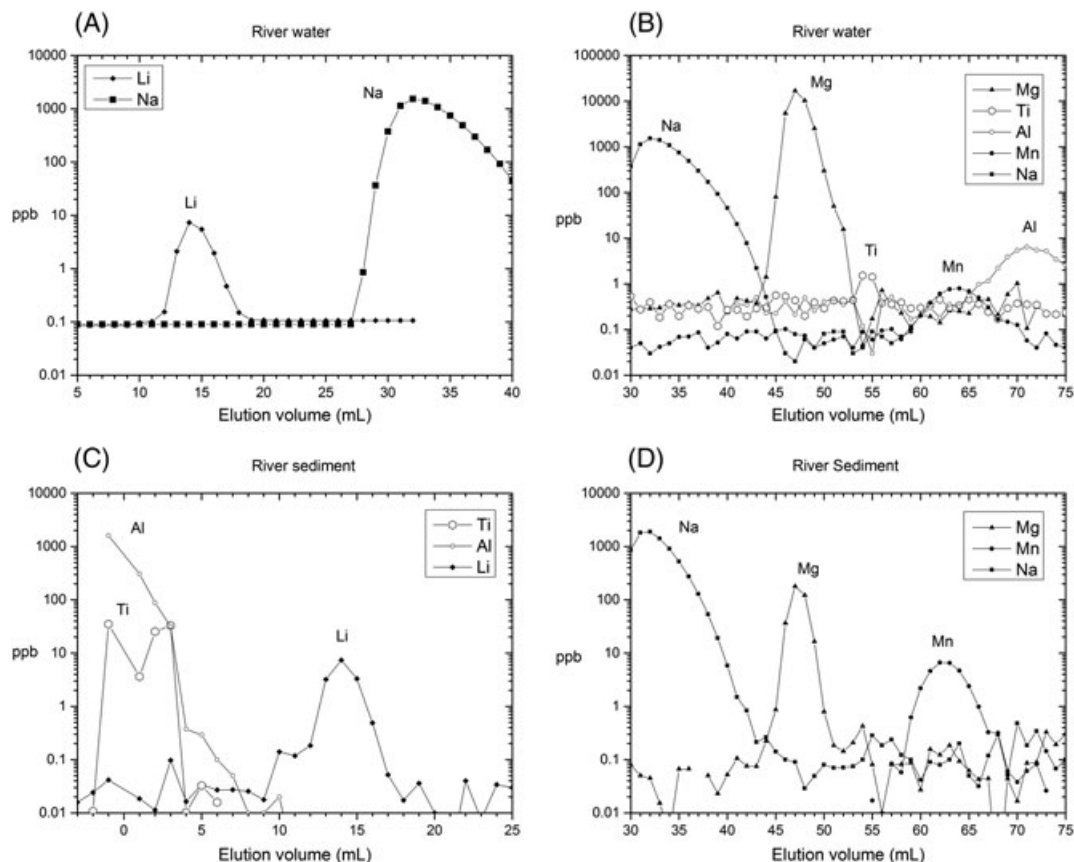 (A)
River water
Li
Na
Na
Li
ppb
10000
1000
100
10
1
0.1
0.01
5 10 15 20 25 30 35 40
Elution volume (mL)
(B)
River water
Mg
Ti
Al
Mn
Na
Na
Mg
Ti
Mn
Al
ppb
100000
10000
1000
100
10
1
0.1
0.01
30 35 40 45 50 55 60 65 70 75
Elution volume (mL)
(C)
River sediment
Ti
Al
Li
Al
Ti
Li
ppb
10000
1000
100
10
1
0.1
0.01
0 5 10 15 20 25
Elution volume (mL)
(D)
River Sediment
Mg
Mn
Na
Na
Mg
Mn
ppb
10000
1000
100
10
1
0.1
0.01
30 35 40 45 50 55 60 65 70 75
Elution volume (mL)